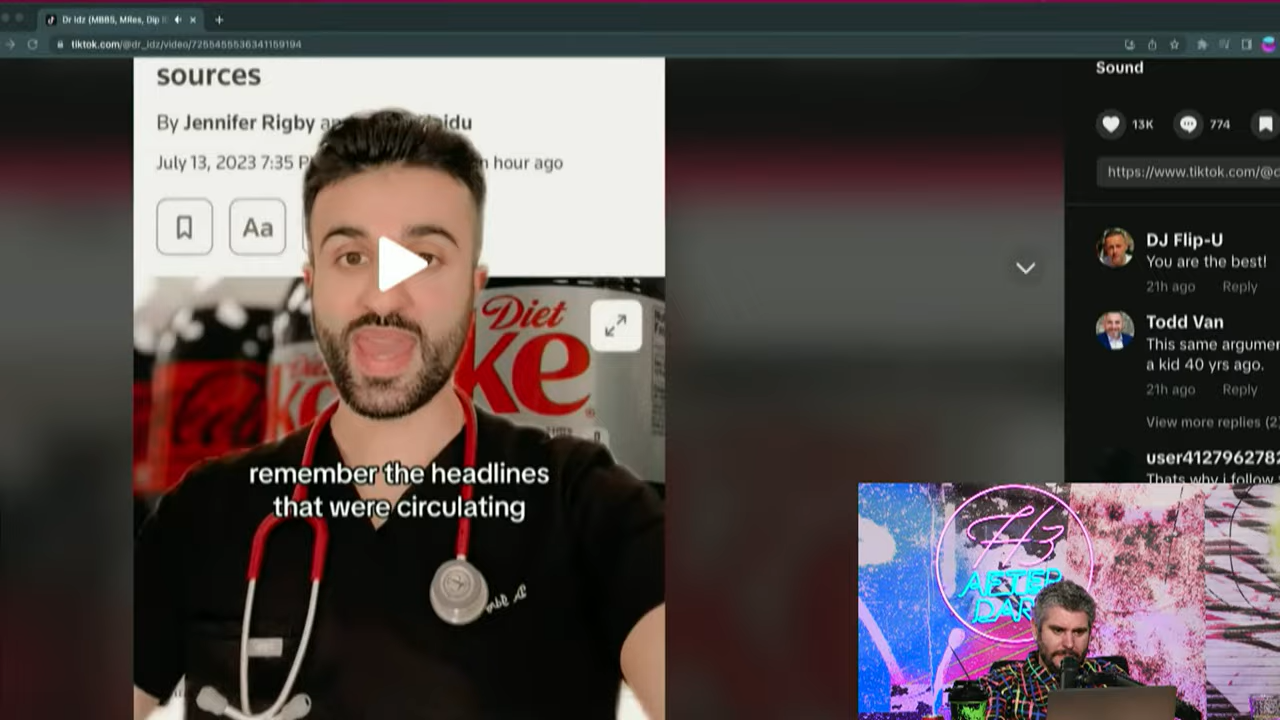 Dr Idz (MBBS, MRes, Dip
tiktok.com/@dr_idz/video/7255455536341159194
sources
By Jennifer Rigby
July 13, 2023 7:35 hour ago
Aa
Diet
ke
remember the headlines
that were circulating
Sound
13K
774
https://www.tiktok.com/@
DJ Flip-U
You are the best!
21h ago Reply
Todd Van
This same
a kid 40 yrs ago.
21h ago Reply
View more replies
Thats why i follow
H3
AFTER
DARK